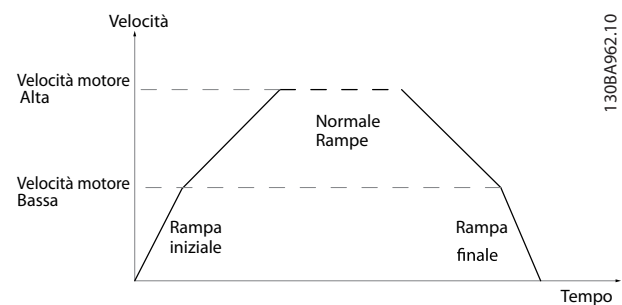 Velocità
Velocità motore
Alta
Normale
Rampe
Velocità motore
Bassa
Rampa
iniziale
Rampa
finale
Tempo
130BA962.10